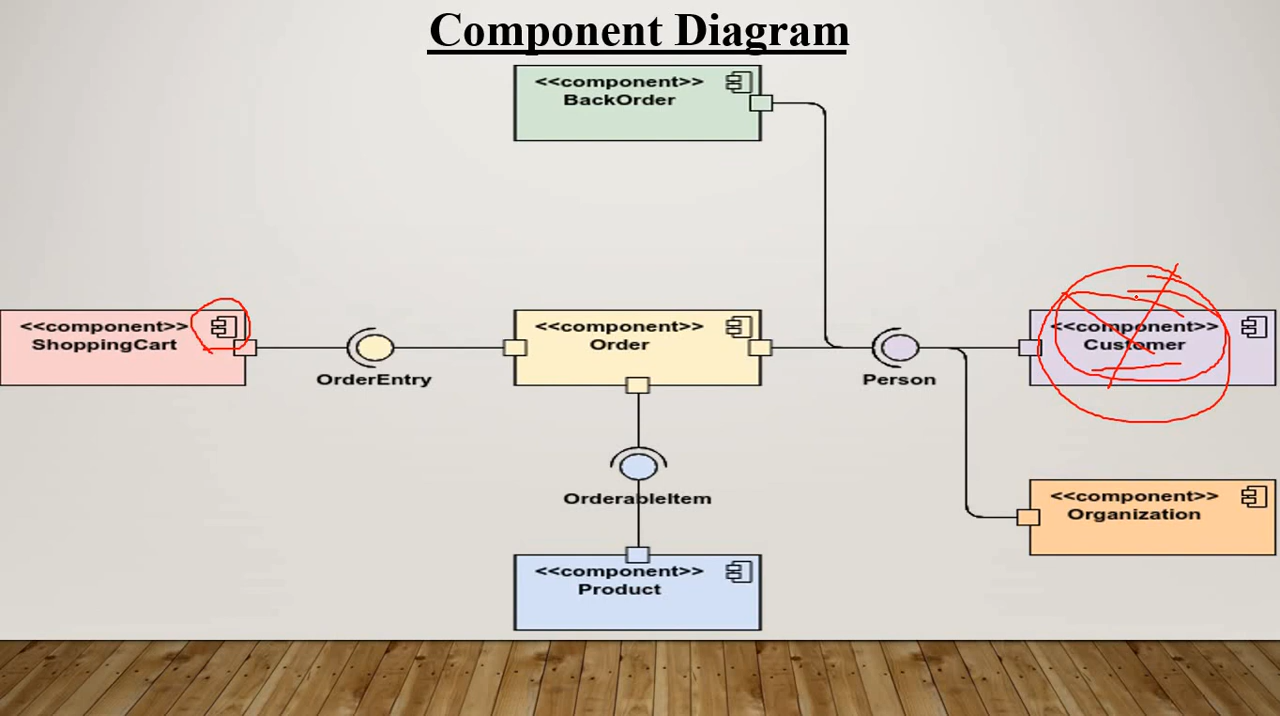 Component Diagram
<<component>>
BackOrder
<<component>>
ShoppingCart
OrderEntry
<<component>>
Order
Person
<<component>>
Customer
OrderableItem
<<component>>
Organization
<<component>>
Product